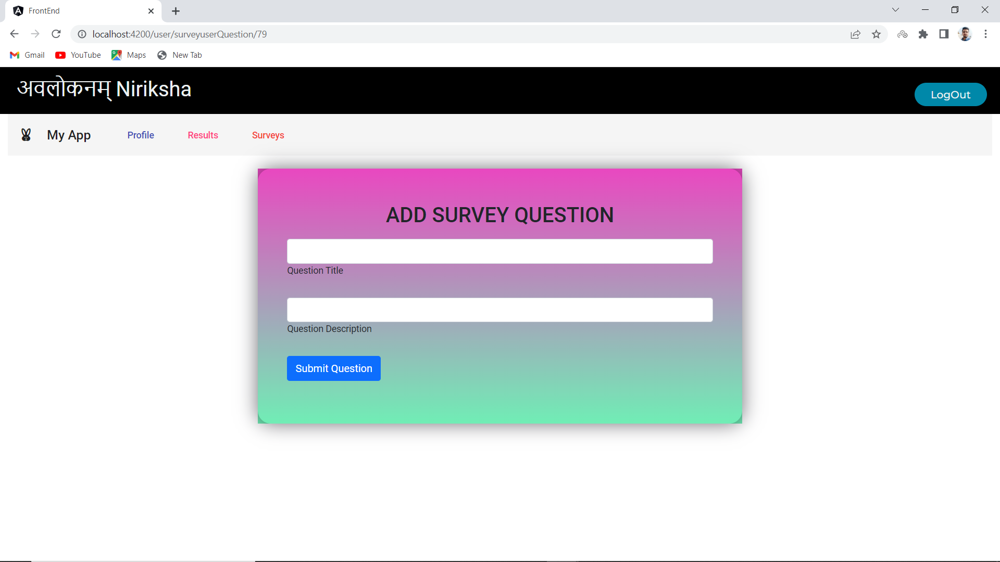 FrontEnd
localhost:4200/user/surveyuserQuestion/79
Gmail YouTube Maps New Tab
अवलोकनम् Niriksha
LogOut
My App Profile Results Surveys
ADD SURVEY QUESTION
Question Title
Question Description
Submit Question